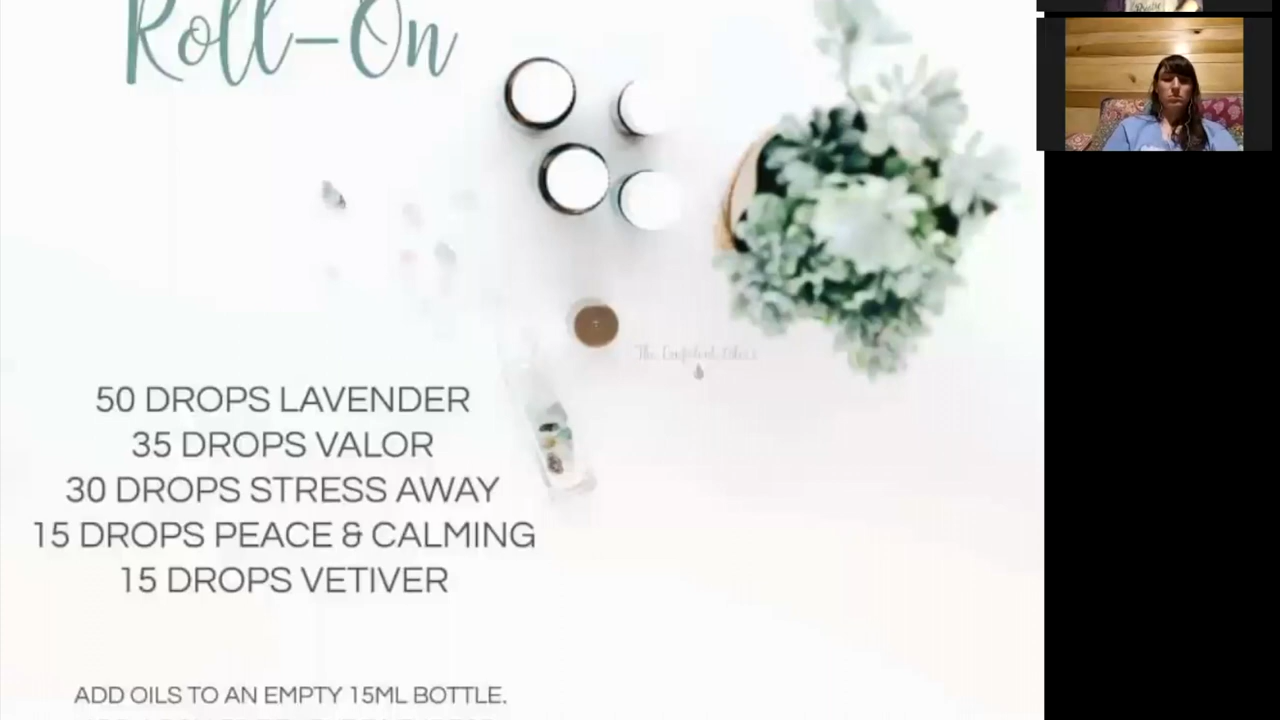 Roll-On
50 DROPS LAVENDER
35 DROPS VALOR
30 DROPS STRESS AWAY
15 DROPS PEACE & CALMING
15 DROPS VETIVER
ADD OILS TO AN EMPTY 15ML BOTTLE.